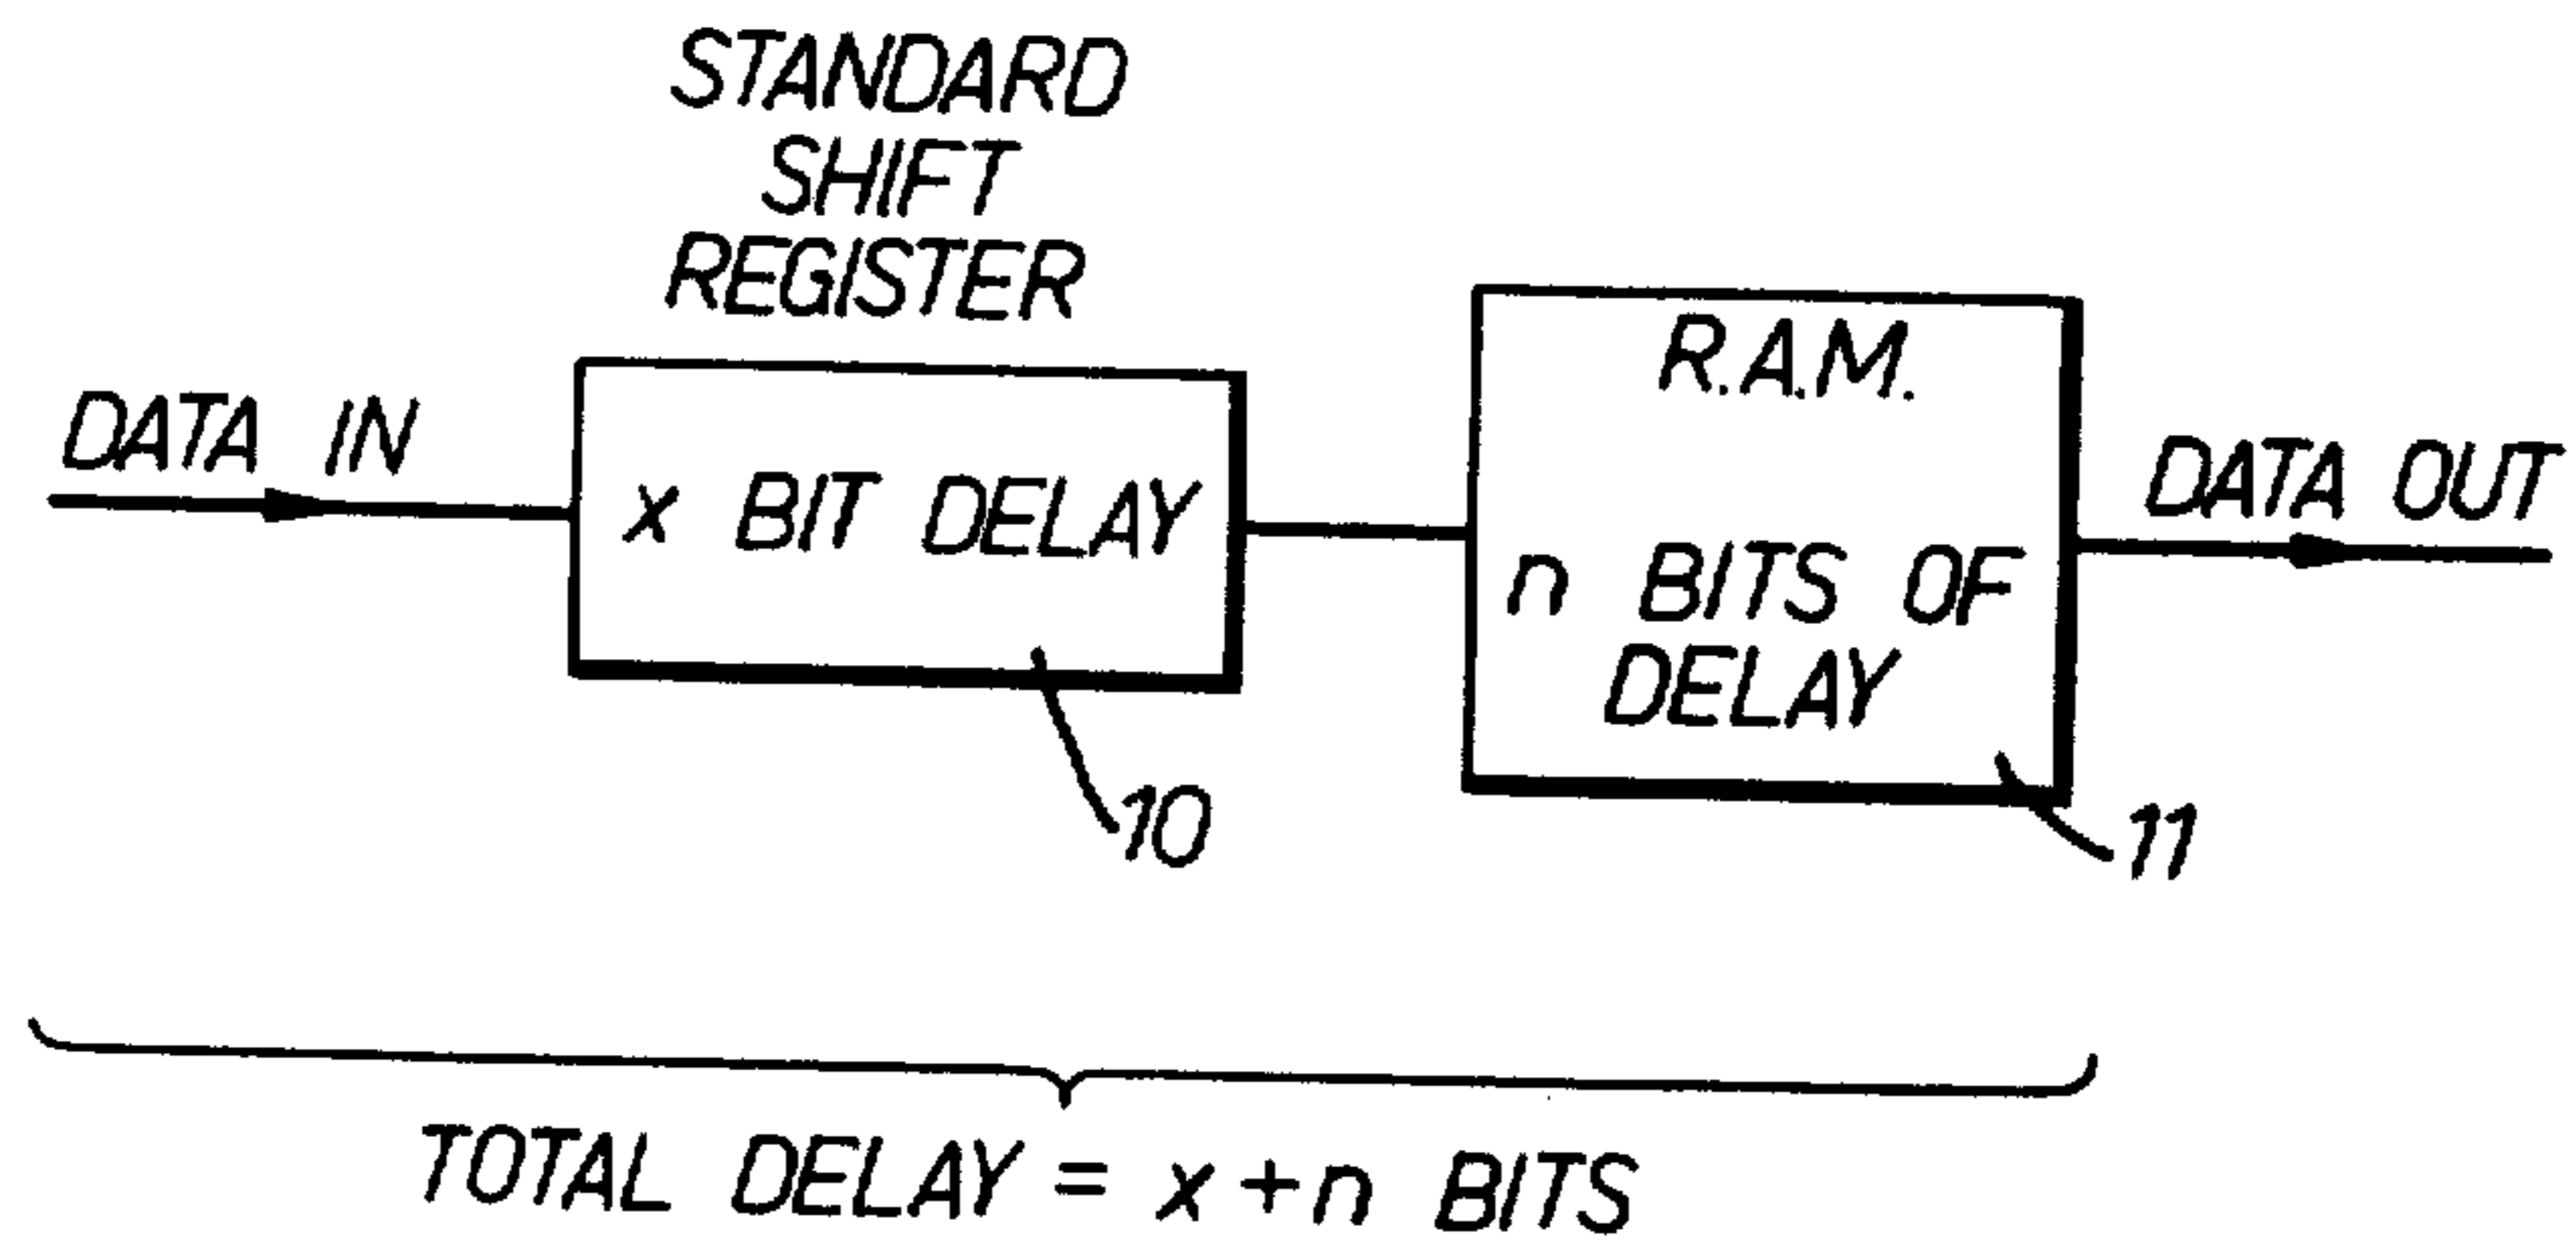 STANDARD
SHIFT
REGISTER
DATA IN
x BIT DELAY
10
R.A.M.
n BITS OF
DELAY
11
DATA OUT
TOTAL DELAY = x + n BITS